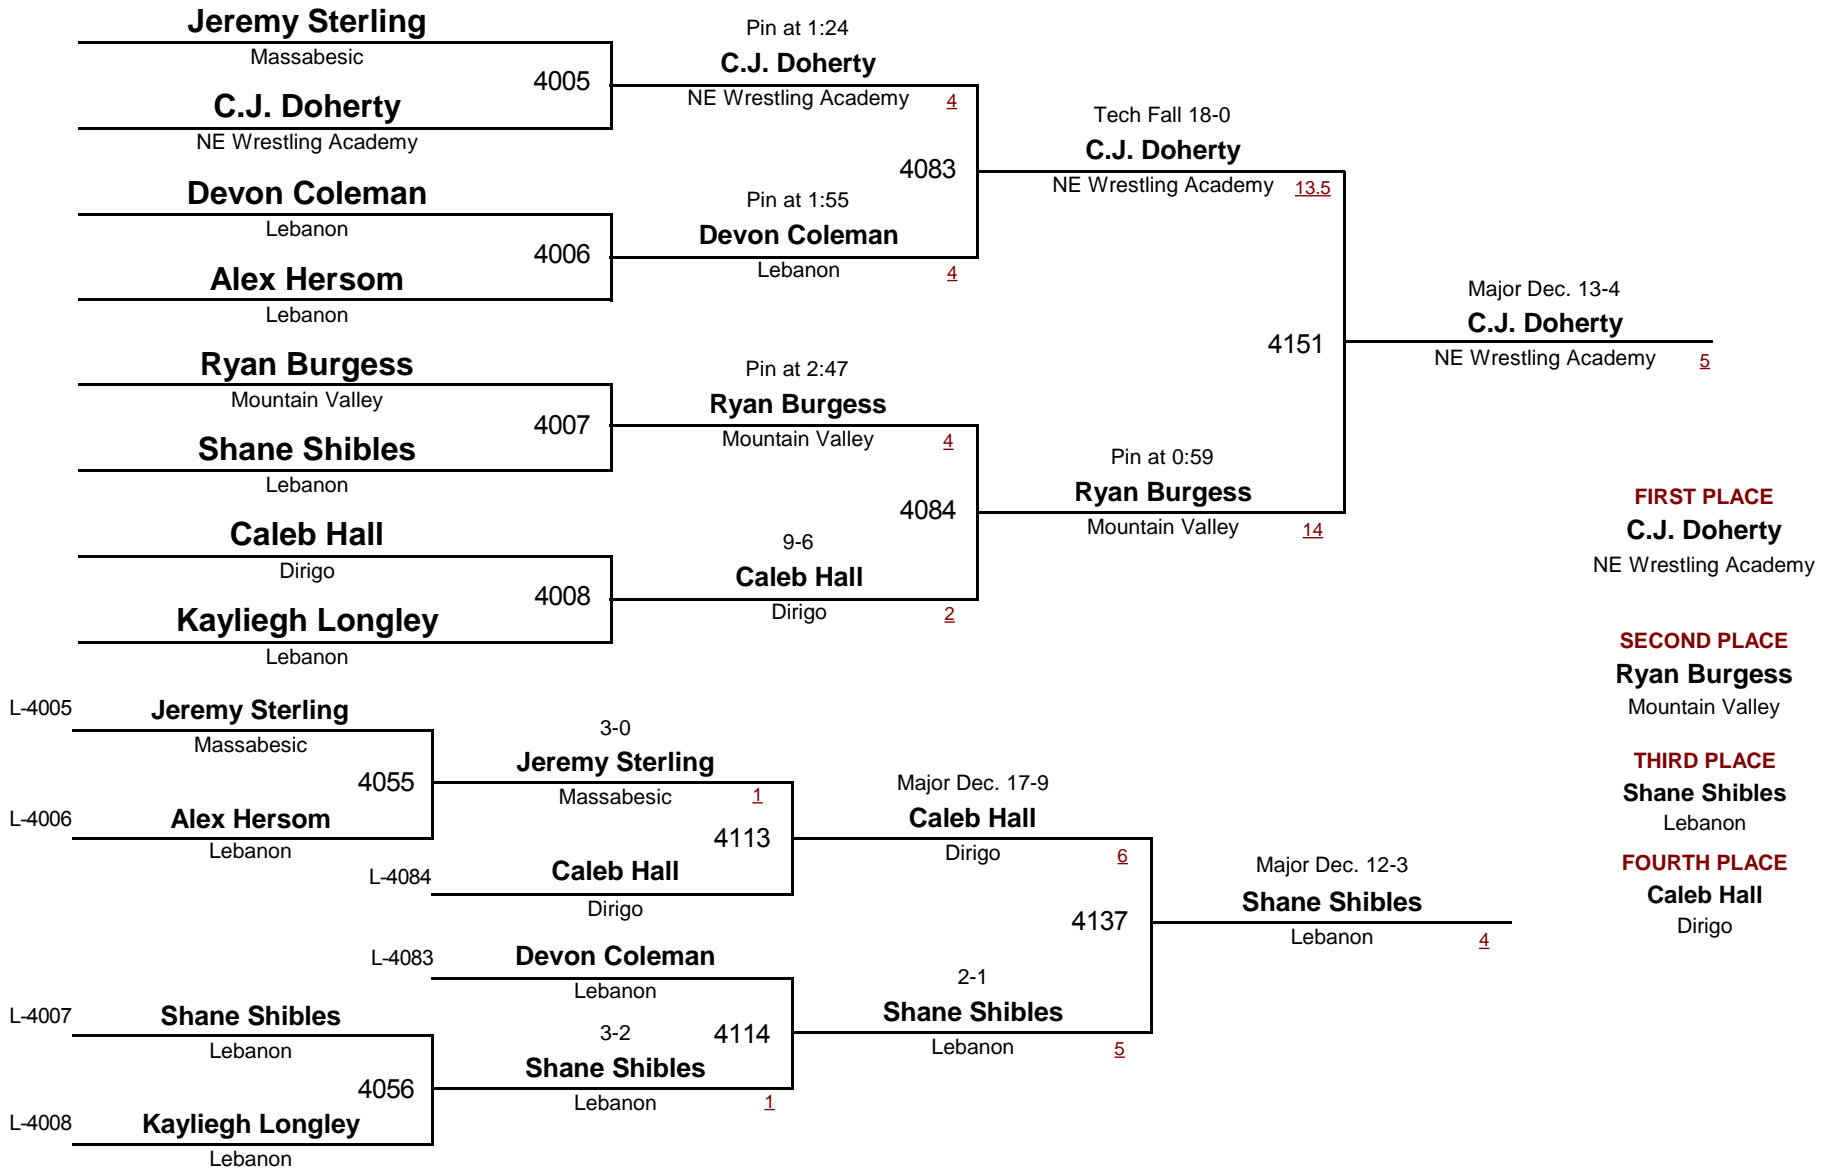 Jeremy Sterling
Massabesic
4005
C.J. Doherty
NE Wrestling Academy
Devon Coleman
Lebanon
4006
Alex Hersom
Lebanon
Ryan Burgess
Mountain Valley
4007
Shane Shibles
Lebanon
Caleb Hall
Dirigo
4008
Kayliegh Longley
Lebanon
Pin at 1:24
C.J. Doherty
NE Wrestling Academy 4
4083
Pin at 1:55
Devon Coleman
Lebanon 4
Pin at 2:47
Ryan Burgess
Mountain Valley 4
4084
9-6
Caleb Hall
Dirigo 2
Tech Fall 18-0
C.J. Doherty
NE Wrestling Academy 13.5
4151
Pin at 0:59
Ryan Burgess
Mountain Valley 14
Major Dec. 13-4
C.J. Doherty
NE Wrestling Academy 5
FIRST PLACE
C.J. Doherty
NE Wrestling Academy
SECOND PLACE
Ryan Burgess
Mountain Valley
THIRD PLACE
Shane Shibles
Lebanon
FOURTH PLACE
Caleb Hall
Dirigo
L-4005 Jeremy Sterling
Massabesic
4055
L-4006 Alex Hersom
Lebanon
3-0
Jeremy Sterling
Massabesic 1
4113
L-4084 Caleb Hall
Dirigo
L-4083 Devon Coleman
Lebanon
4114
L-4007 Shane Shibles
Lebanon
4056
L-4008 Kayliegh Longley
Lebanon
3-2
Shane Shibles
Lebanon 1
Major Dec. 17-9
Caleb Hall
Dirigo 6
4137
2-1
Shane Shibles
Lebanon 5
Major Dec. 12-3
Shane Shibles
Lebanon 4